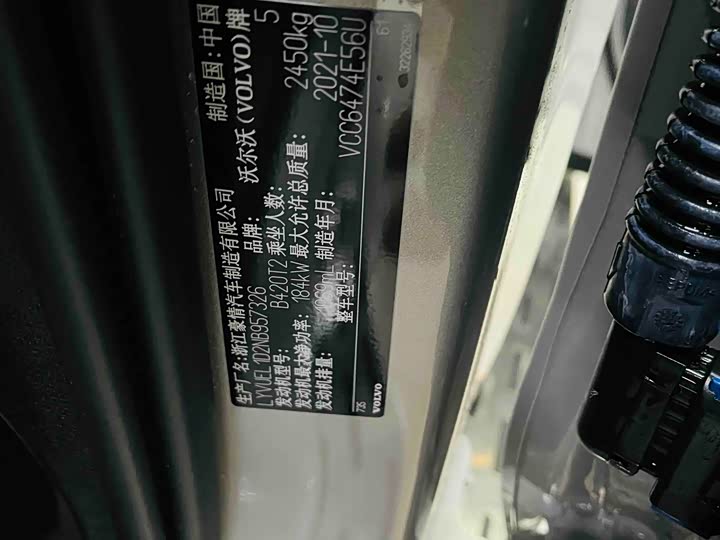 生产厂名:浙江豪情汽车制造有限公司 制造国:中国
LYVUEL1D2NB957326 品牌: 沃尔沃(VOLVO)牌
发动机型号: B420T2 乘坐人数: 5
发动机最大净功率: 184kW 最大允许总质量: 2450kg
发动机排量: mL 制造年月: 2021-10
整车型号: VCC6474E56U
735 61
VOLVO